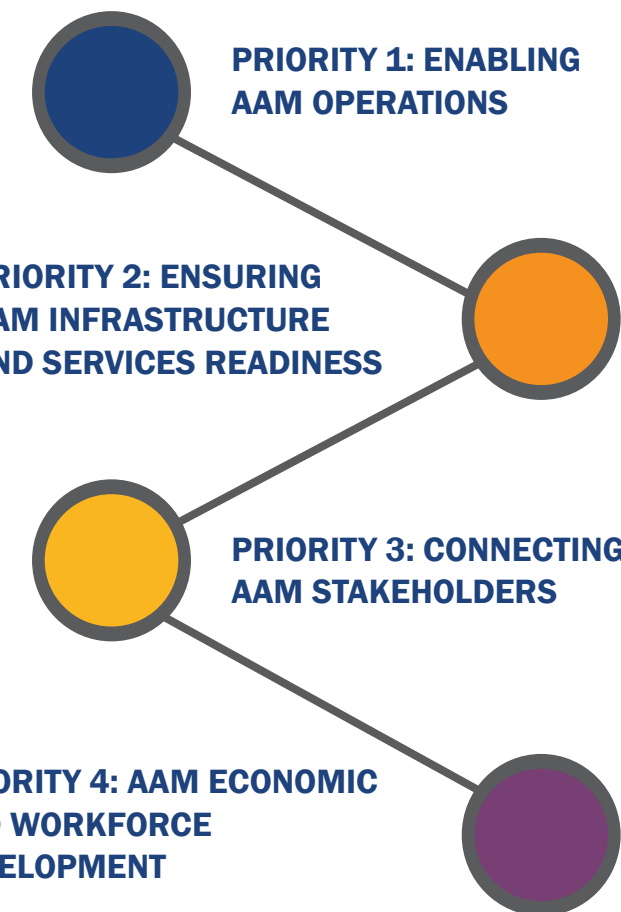 PRIORITY 1: ENABLING
AAM OPERATIONS
RIORITY 2: ENSURING
AM INFRASTRUCTURE
ND SERVICES READINESS
PRIORITY 3: CONNECTING
AAM STAKEHOLDERS
ORITY 4: AAM ECONOMIC
WORKFORCE
ELOPMENT